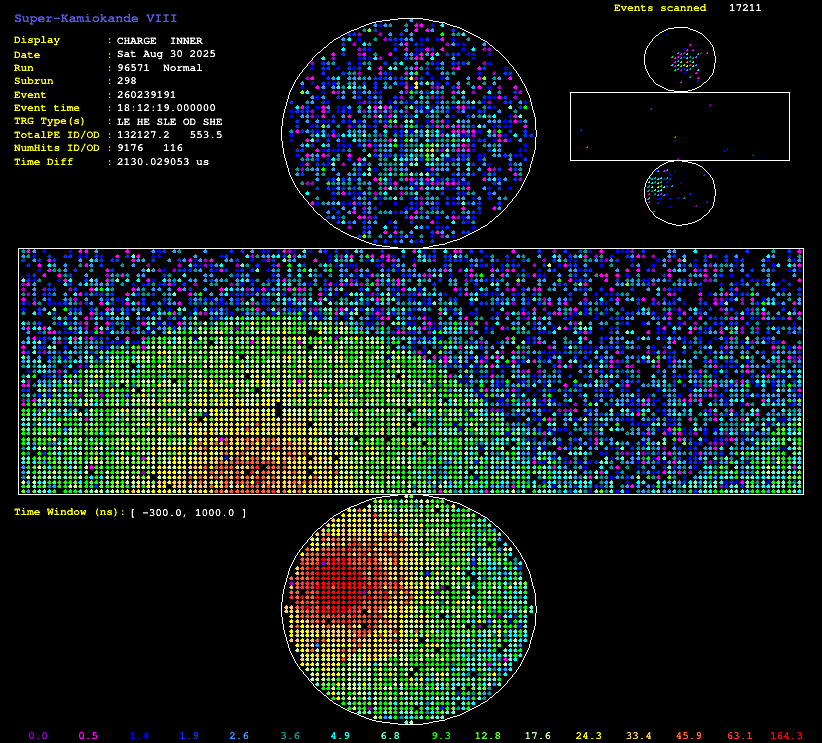 Super-Kamiokande VIII
Events scanned 17211
Display : CHARGE INNER
Date : Sat Aug 30 2025
Run : 96571 Normal
Subrun : 298
Event : 260239191
Event time : 18:12:19.000000
TRG Type(s) : LE HE SLE OD SHE
TotalPE ID/OD : 132127.2 553.5
NumHits ID/OD : 9176 116
Time Diff : 2130.029053 us
Time Window (ns): [ -300.0, 1000.0 ]
0.0 0.5 1.4 1.9 2.6 3.6 4.9 6.8 9.3 12.8 17.6 24.3 33.4 45.9 63.1 164.3